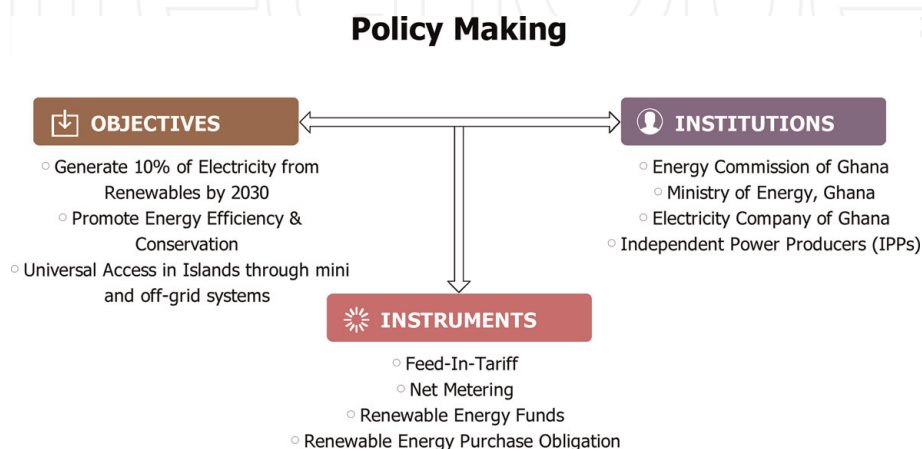 Policy Making
OBJECTIVES
○ Generate 10% of Electricity from
Renewables by 2030
○ Promote Energy Efficiency &
Conservation
○ Universal Access in Islands through mini
and off-grid systems
INSTITUTIONS
○ Energy Commission of Ghana
○ Ministry of Energy, Ghana
○ Electricity Company of Ghana
○ Independent Power Producers (IPPs)
INSTRUMENTS
○ Feed-In-Tariff
○ Net Metering
○ Renewable Energy Funds
○ Renewable Energy Purchase Obligation